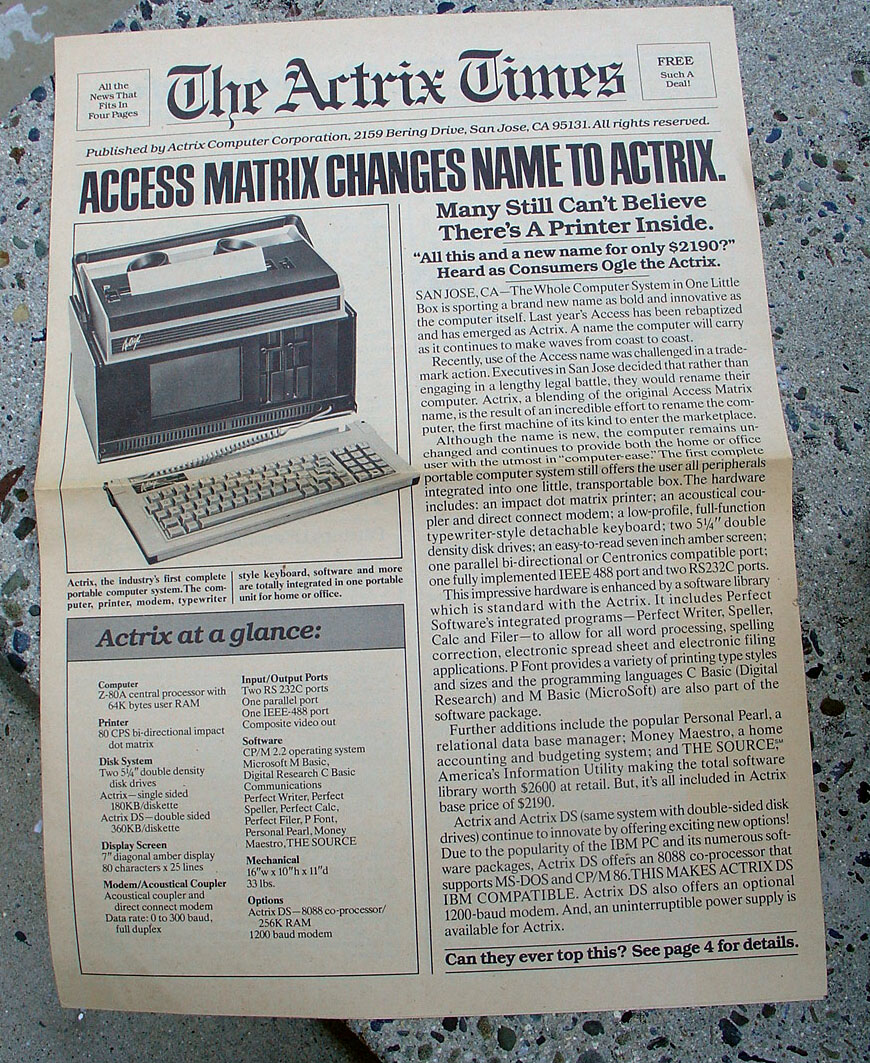 All the
News That
Fits In
Four Pages
The Actrix Times
FREE
Such A
Deal!
Published by Actrix Computer Corporation, 2159 Bering Drive, San Jose, CA 95131. All rights reserved.
ACCESS MATRIX CHANGES NAME TO ACTRIX.
Actrix
Actrix, the industry's first complete
portable computer system. The com-
puter, printer, modem, typewriter
style keyboard, software and more
are totally integrated in one portable
unit for home or office.
Actrix at a glance:
Computer
Z-80A central processor with
64K bytes user RAM
Printer
80 CPS bi-directional impact
dot matrix
Disk System
Two 5¼" double density
disk drives
Actrix—single sided
180KB/diskette
Actrix DS—double sided
360KB/diskette
Display Screen
7" diagonal amber display
80 characters x 25 lines
Modem/Acoustical Coupler
Acoustical coupler and
direct connect modem
Data rate: 0 to 300 baud,
full duplex
Input/Output Ports
Two RS 232C ports
One parallel port
One IEEE-488 port
Composite video out
Software
CP/M 2.2 operating system
Microsoft M Basic,
Digital Research C Basic
Communications
Perfect Writer, Perfect
Speller, Perfect Calc,
Perfect Filer, P Font,
Personal Pearl, Money
Maestro, THE SOURCE
Mechanical
16"w x 10"h x 11"d
33 lbs.
Options
Actrix DS—8088 co-processor/
256K RAM
1200 baud modem
Many Still Can't Believe
There's A Printer Inside.
"All this and a new name for only $2190?"
Heard as Consumers Ogle the Actrix.
SAN JOSE, CA—The Whole Computer System in One Little
Box is sporting a brand new name as bold and innovative as
the computer itself. Last year's Access has been rebaptized
and has emerged as Actrix. A name the computer will carry
as it continues to make waves from coast to coast.
Recently, use of the Access name was challenged in a trade-
mark action. Executives in San Jose decided that rather than
engaging in a lengthy legal battle, they would rename their
computer. Actrix, a blending of the original Access Matrix
name, is the result of an incredible effort to rename the com-
puter, the first machine of its kind to enter the marketplace.
Although the name is new, the computer remains un-
changed and continues to provide both the home or office
user with the utmost in "computer-ease." The first complete
portable computer system still offers the user all peripherals
integrated into one little, transportable box. The hardware
includes: an impact dot matrix printer; an acoustical cou-
pler and direct connect modem; a low-profile, full-function
typewriter-style detachable keyboard; two 5¼" double
density disk drives; an easy-to-read seven inch amber screen;
one parallel bi-directional or Centronics compatible port;
one fully implemented IEEE 488 port and two RS232C ports.
This impressive hardware is enhanced by a software library
which is standard with the Actrix. It includes Perfect
Software's integrated programs—Perfect Writer, Speller,
Calc and Filer—to allow for all word processing, spelling
correction, electronic spread sheet and electronic filing
applications. P Font provides a variety of printing type styles
and sizes and the programming languages C Basic (Digital
Research) and M Basic (MicroSoft) are also part of the
software package.
Further additions include the popular Personal Pearl, a
relational data base manager; Money Maestro, a home
accounting and budgeting system; and THE SOURCE,℠
America's Information Utility making the total software
library worth $2600 at retail. But, it's all included in Actrix
base price of $2190.
Actrix and Actrix DS (same system with double-sided disk
drives) continue to innovate by offering exciting new options!
Due to the popularity of the IBM PC and its numerous soft-
ware packages, Actrix DS offers an 8088 co-processor that
supports MS-DOS and CP/M 86. THIS MAKES ACTRIX DS
IBM COMPATIBLE. Actrix DS also offers an optional
1200-baud modem. And, an uninterruptible power supply is
available for Actrix.
Can they ever top this? See page 4 for details.